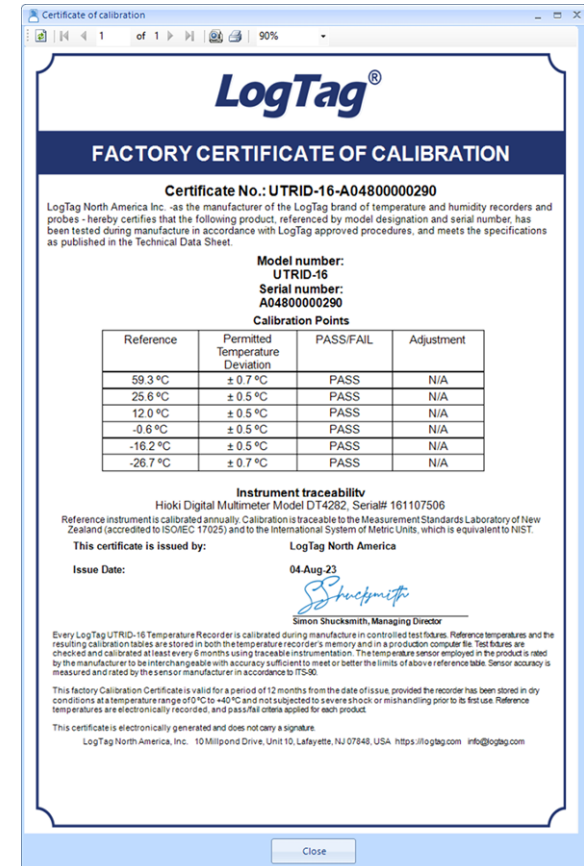 Certificate of calibration
1 of 1 90%
LogTag®
FACTORY CERTIFICATE OF CALIBRATION
Certificate No.: UTRID-16-A04800000290
LogTag North America Inc. -as the manufacturer of the LogTag brand of temperature and humidity recorders and
probes - hereby certifies that the following product, referenced by model designation and serial number, has
been tested during manufacture in accordance with LogTag approved procedures, and meets the specifications
as published in the Technical Data Sheet.
Model number:
UTRID-16
Serial number:
A04800000290
Calibration Points
Reference Permitted Temperature Deviation PASS/FAIL Adjustment
59.3 ºC ± 0.7 ºC PASS N/A
25.6 ºC ± 0.5 ºC PASS N/A
12.0 ºC ± 0.5 ºC PASS N/A
-0.6 ºC ± 0.5 ºC PASS N/A
-16.2 ºC ± 0.5 ºC PASS N/A
-26.7 ºC ± 0.7 ºC PASS N/A
Instrument traceability
Hioki Digital Multimeter Model DT4282, Serial# 161107506
Reference instrument is calibrated annually. Calibration is traceable to the Measurement Standards Laboratory of New
Zealand (accredited to ISO/IEC 17025) and to the International System of Metric Units, which is equivalent to NIST.
This certificate is issued by: LogTag North America
Issue Date: 04-Aug-23
SShucksmith
Simon Shucksmith, Managing Director
Every LogTag UTRID-16 Temperature Recorder is calibrated during manufacture in controlled test fixtures. Reference temperatures and the
resulting calibration tables are stored in both the temperature recorder's memory and in a production computer file. Test fixtures are
checked and calibrated at least every 6 months using traceable instrumentation. The temperature sensor employed in the product is rated
by the manufacturer to be interchangeable with accuracy sufficient to meet or better the limits of above reference table. Sensor accuracy is
measured and rated by the sensor manufacturer in accordance to ITS-90.
This factory Calibration Certificate is valid for a period of 12 months from the date of issue, provided the recorder has been stored in dry
conditions at a temperature range of 0°C to +40°C and not subjected to severe shock or mishandling prior to its first use. Reference
temperatures are electronically recorded, and pass/fail criteria applied for each product.
This certificate is electronically generated and does not carry a signature.
LogTag North America, Inc. 10 Millpond Drive, Unit 10, Lafayette, NJ 07848, USA https://logtag.com info@logtag.com
Close